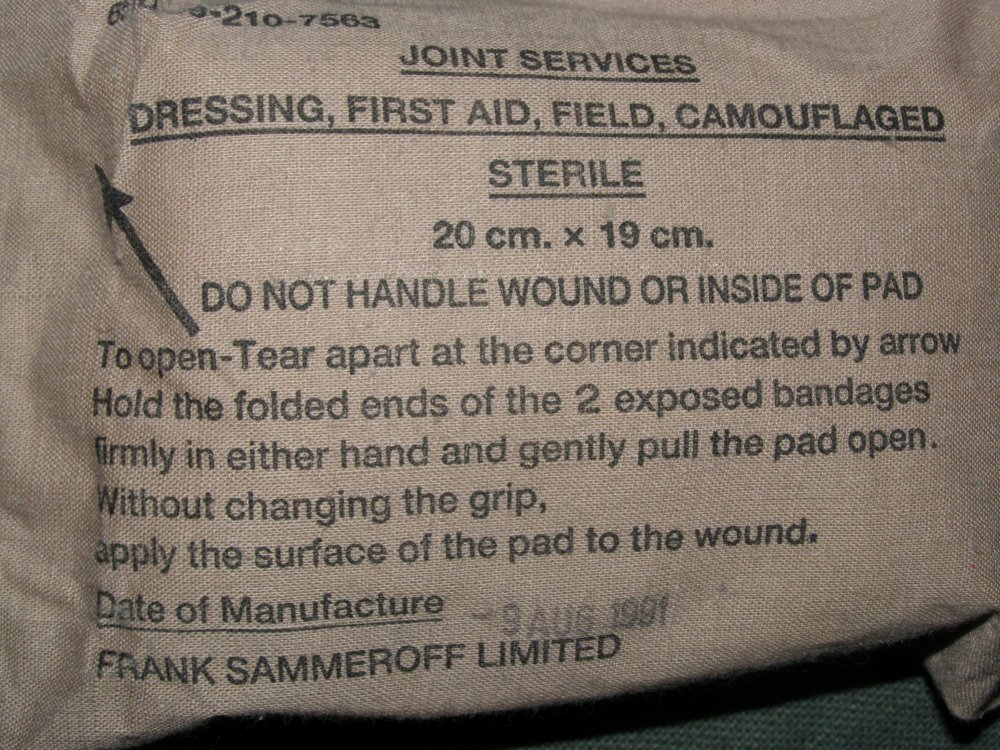 -210-7563
JOINT SERVICES
DRESSING, FIRST AID, FIELD, CAMOUFLAGED
STERILE
20 cm. × 19 cm.
DO NOT HANDLE WOUND OR INSIDE OF PAD
To open-Tear apart at the corner indicated by arrow
Hold the folded ends of the 2 exposed bandages
firmly in either hand and gently pull the pad open.
Without changing the grip,
apply the surface of the pad to the wound.
Date of Manufacture -9 AUG 1991
FRANK SAMMEROFF LIMITED